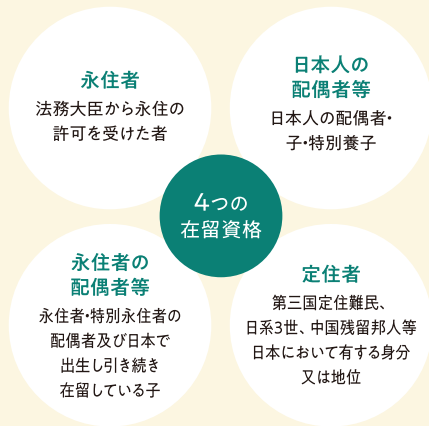 永住者
法務大臣から永住の
許可を受けた者
日本人の
配偶者等
日本人の配偶者・
子・特別養子
4つの
在留資格
永住者の
配偶者等
永住者・特別永住者の
配偶者及び日本で
出生し引き続き
在留している子
定住者
第三国定住難民、
日系3世、中国残留邦人等
日本において有する身分
又は地位